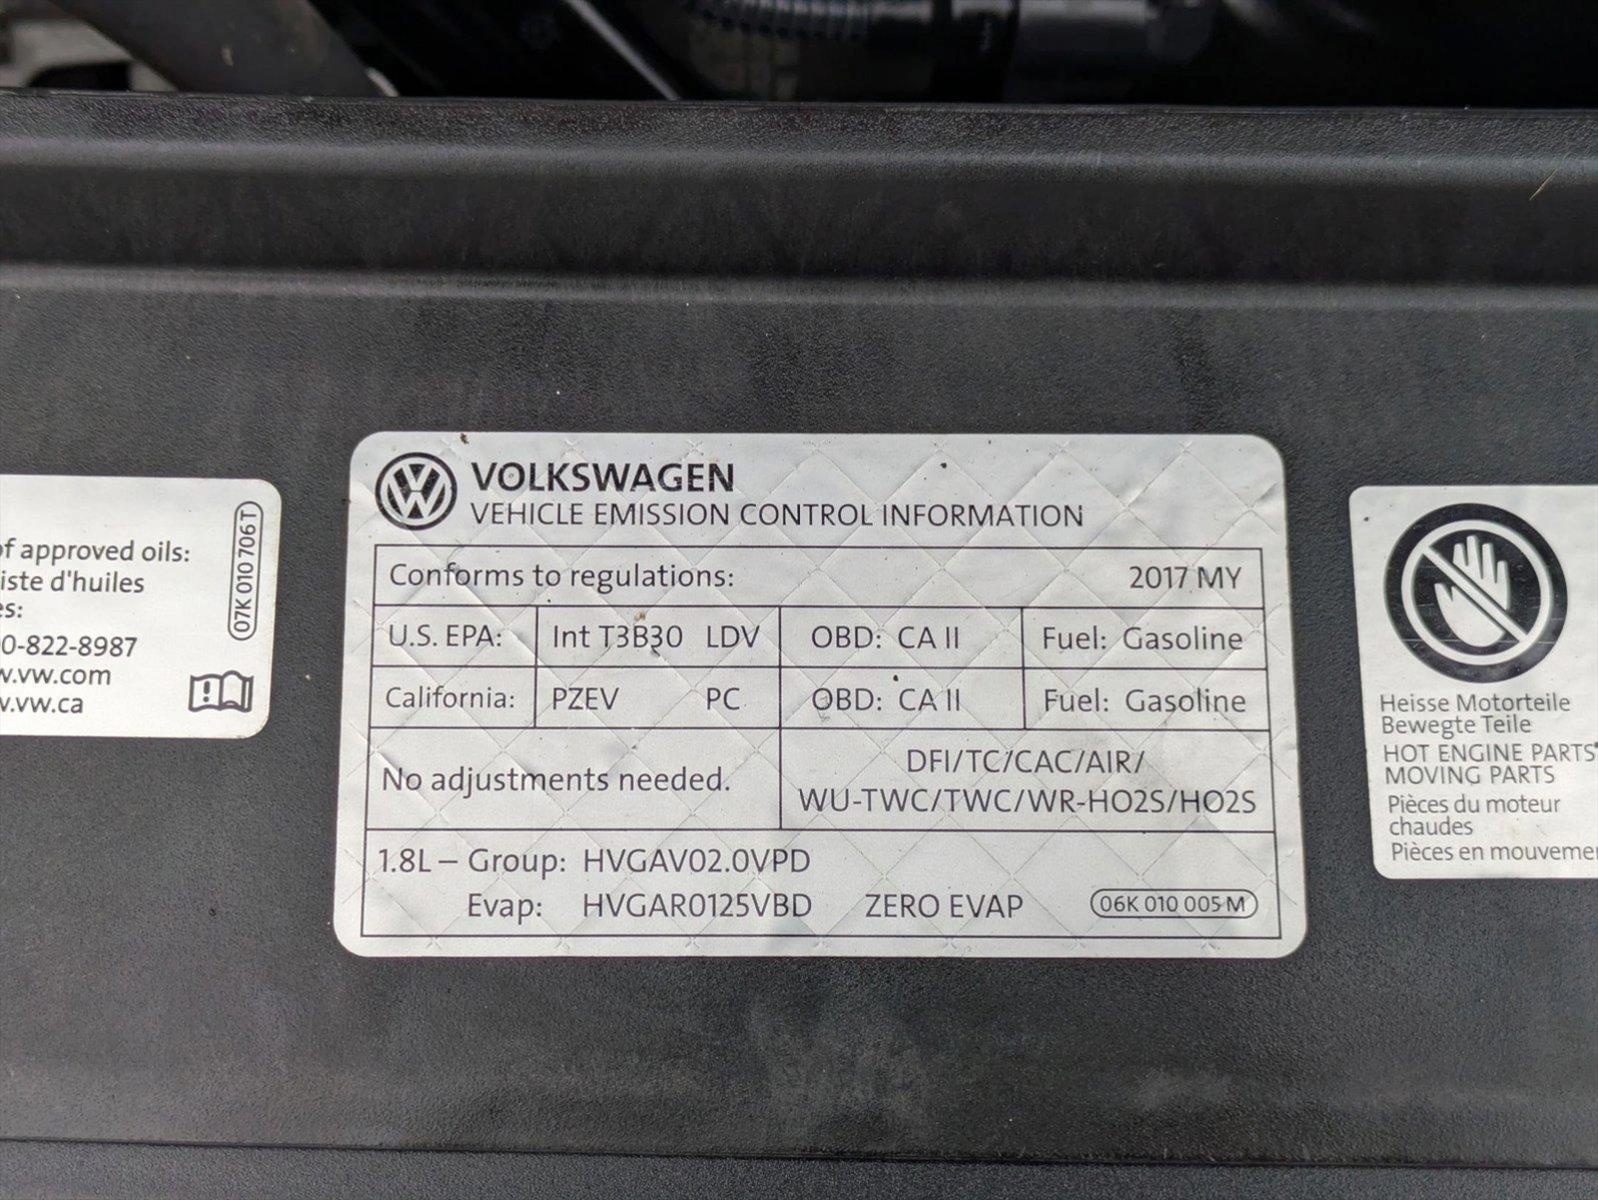 of approved oils:
iste d'huiles
es:
0-822-8987
w.vw.com
v.vw.ca
07K 010 706 T
VOLKSWAGEN
VEHICLE EMISSION CONTROL INFORMATION
Conforms to regulations: 2017 MY
U.S. EPA: Int T3B30 LDV OBD: CA II Fuel: Gasoline
California: PZEV PC OBD: CA II Fuel: Gasoline
No adjustments needed.
DFI/TC/CAC/AIR/
WU-TWC/TWC/WR-HO2S/HO2S
1.8L – Group: HVGAV02.0VPD
Evap: HVGAR0125VBD ZERO EVAP 06K 010 005 M
Heisse Motorteile
Bewegte Teile
HOT ENGINE PARTS
MOVING PARTS
Pièces du moteur
chaudes
Pièces en mouveme